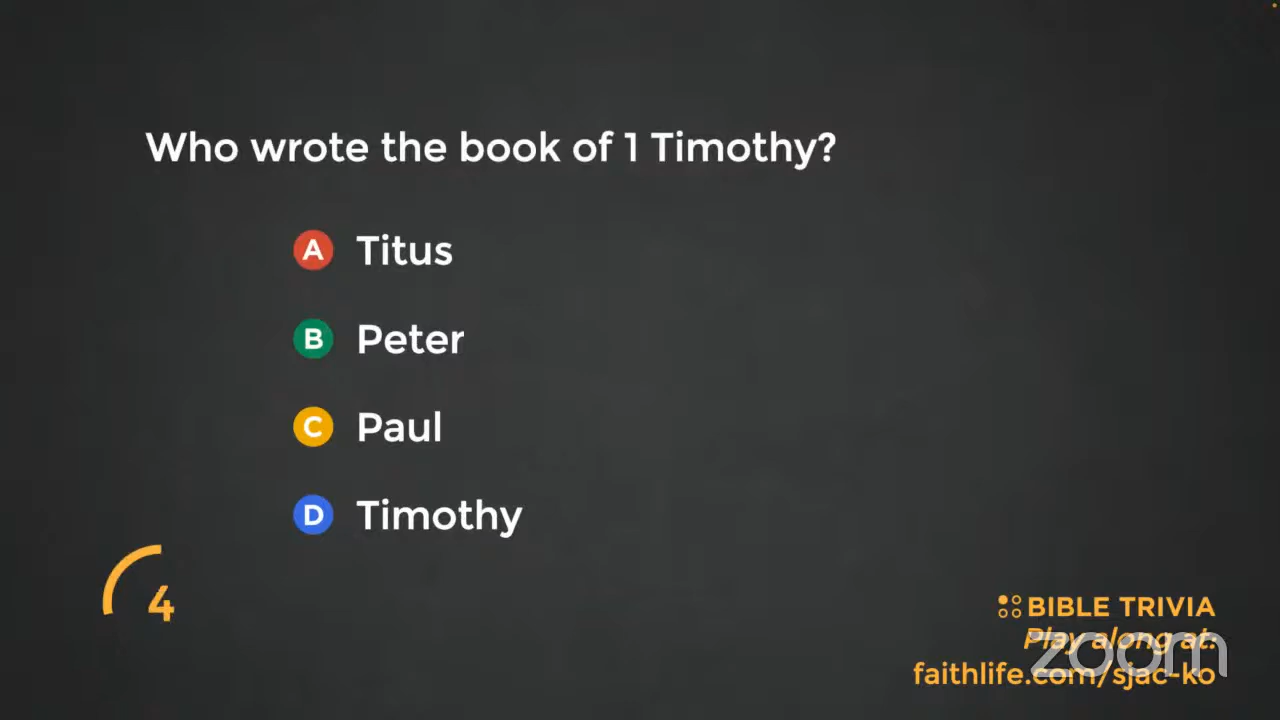 Who wrote the book of 1 Timothy?
A Titus
B Peter
C Paul
D Timothy
4
BIBLE TRIVIA
Play along at:
zoom
faithlife.com/sjac-ko